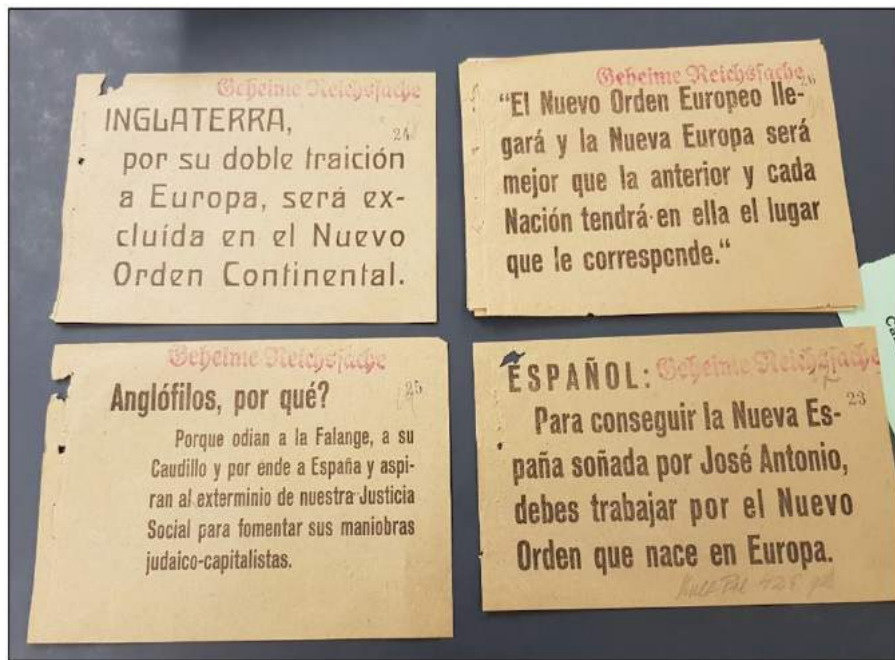 Geheime Reichssache
24
INGLATERRA,
por su doble traición
a Europa, será ex-
cluída en el Nuevo
Orden Continental.
Geheime Reichssache
26
"El Nuevo Orden Europeo lle-
gará y la Nueva Europa será
mejor que la anterior y cada
Nación tendrá en ella el lugar
que le corresponde."
Geheime Reichssache
25
Anglófilos, por qué?
Porque odian a la Falange, a su
Caudillo y por ende a España y aspi-
ran al exterminio de nuestra Justicia
Social para fomentar sus maniobras
judaico-capitalistas.
ESPAÑOL: Geheime Reichssache
23
Para conseguir la Nueva Es-
paña soñada por José Antonio,
debes trabajar por el Nuevo
Orden que nace en Europa.